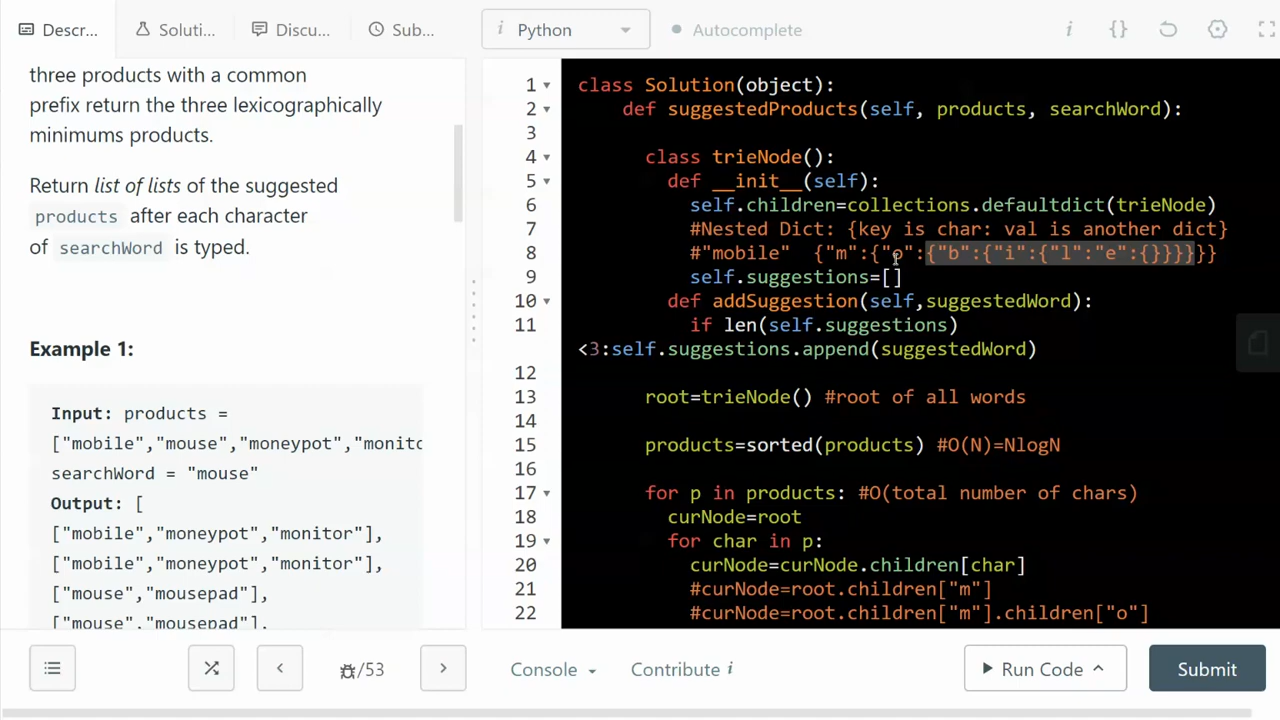 Descr...
Soluti...
Discu...
Sub...
i Python
Autocomplete
i {}
three products with a common
prefix return the three lexicographically
minimums products.
Return list of lists of the suggested
products after each character
of searchWord is typed.
Example 1:
Input: products =
["mobile","mouse","moneypot","monito
searchWord = "mouse"
Output: [
["mobile","moneypot","monitor"],
["mobile","moneypot","monitor"],
["mouse","mousepad"],
["mouse","mousepad"],
1 class Solution(object):
2 def suggestedProducts(self, products, searchWord):
3
4 class trieNode():
5 def __init__(self):
6 self.children=collections.defaultdict(trieNode)
7 #Nested Dict: {key is char: val is another dict}
8 #"mobile" {"m":{"o":{"b":{"i":{"l":"e":{}}}}}}
9 self.suggestions=[]
10 def addSuggestion(self,suggestedWord):
11 if len(self.suggestions)
<3:self.suggestions.append(suggestedWord)
12
13 root=trieNode() #root of all words
14
15 products=sorted(products) #O(N)=NlogN
16
17 for p in products: #O(total number of chars)
18 curNode=root
19 for char in p:
20 curNode=curNode.children[char]
21 #curNode=root.children["m"]
22 #curNode=root.children["m"].children["o"]
/53
Console
Contribute i
Run Code
Submit